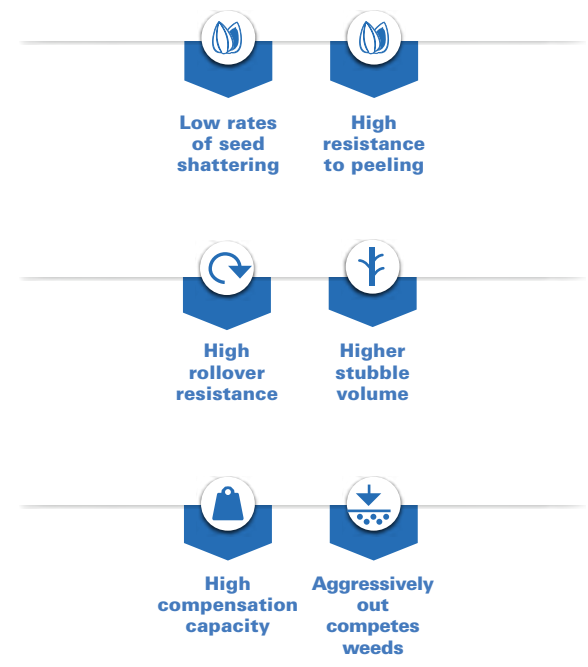 Low rates
of seed
shattering
High
resistance
to peeling
High
rollover
resistance
Higher
stubble
volume
High
compensation
capacity
Aggressively
out
competes
weeds